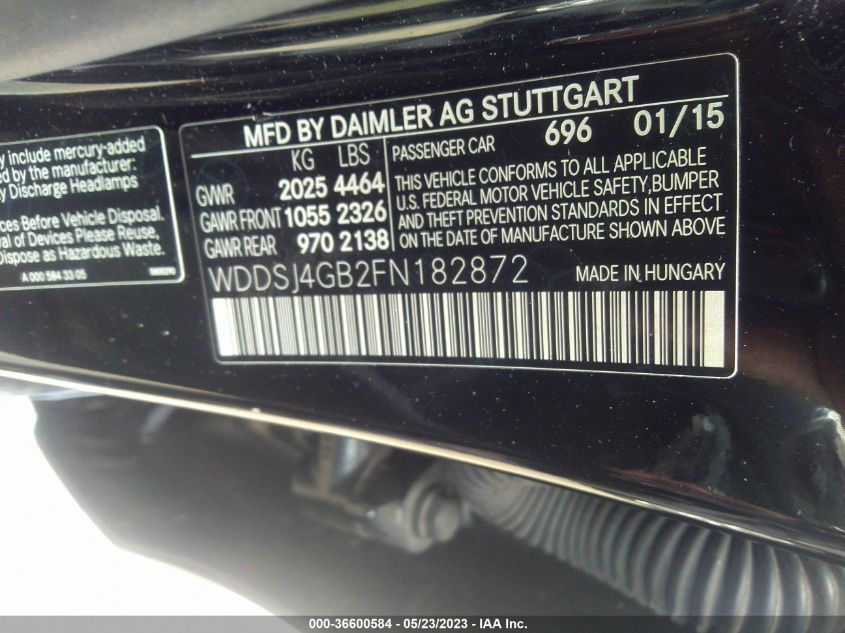 MFD BY DAIMLER AG STUTTGART
KG LBS
GVWR 2025 4464
GAWR FRONT 1055 2326
GAWR REAR 970 2138
PASSENGER CAR 696 01/15
THIS VEHICLE CONFORMS TO ALL APPLICABLE
U.S. FEDERAL MOTOR VEHICLE SAFETY,BUMPER
AND THEFT PREVENTION STANDARDS IN EFFECT
ON THE DATE OF MANUFACTURE SHOWN ABOVE
WDDSJ4GB2FN182872 MADE IN HUNGARY
y include mercury-added
ed by the manufacturer:
y Discharge Headlamps
ces Before Vehicle Disposal.
val of Devices Please Reuse,
Dispose as Hazardous Waste.
A 000 584 33 05
000-36600584 — 05/23/2023 — IAA Inc.